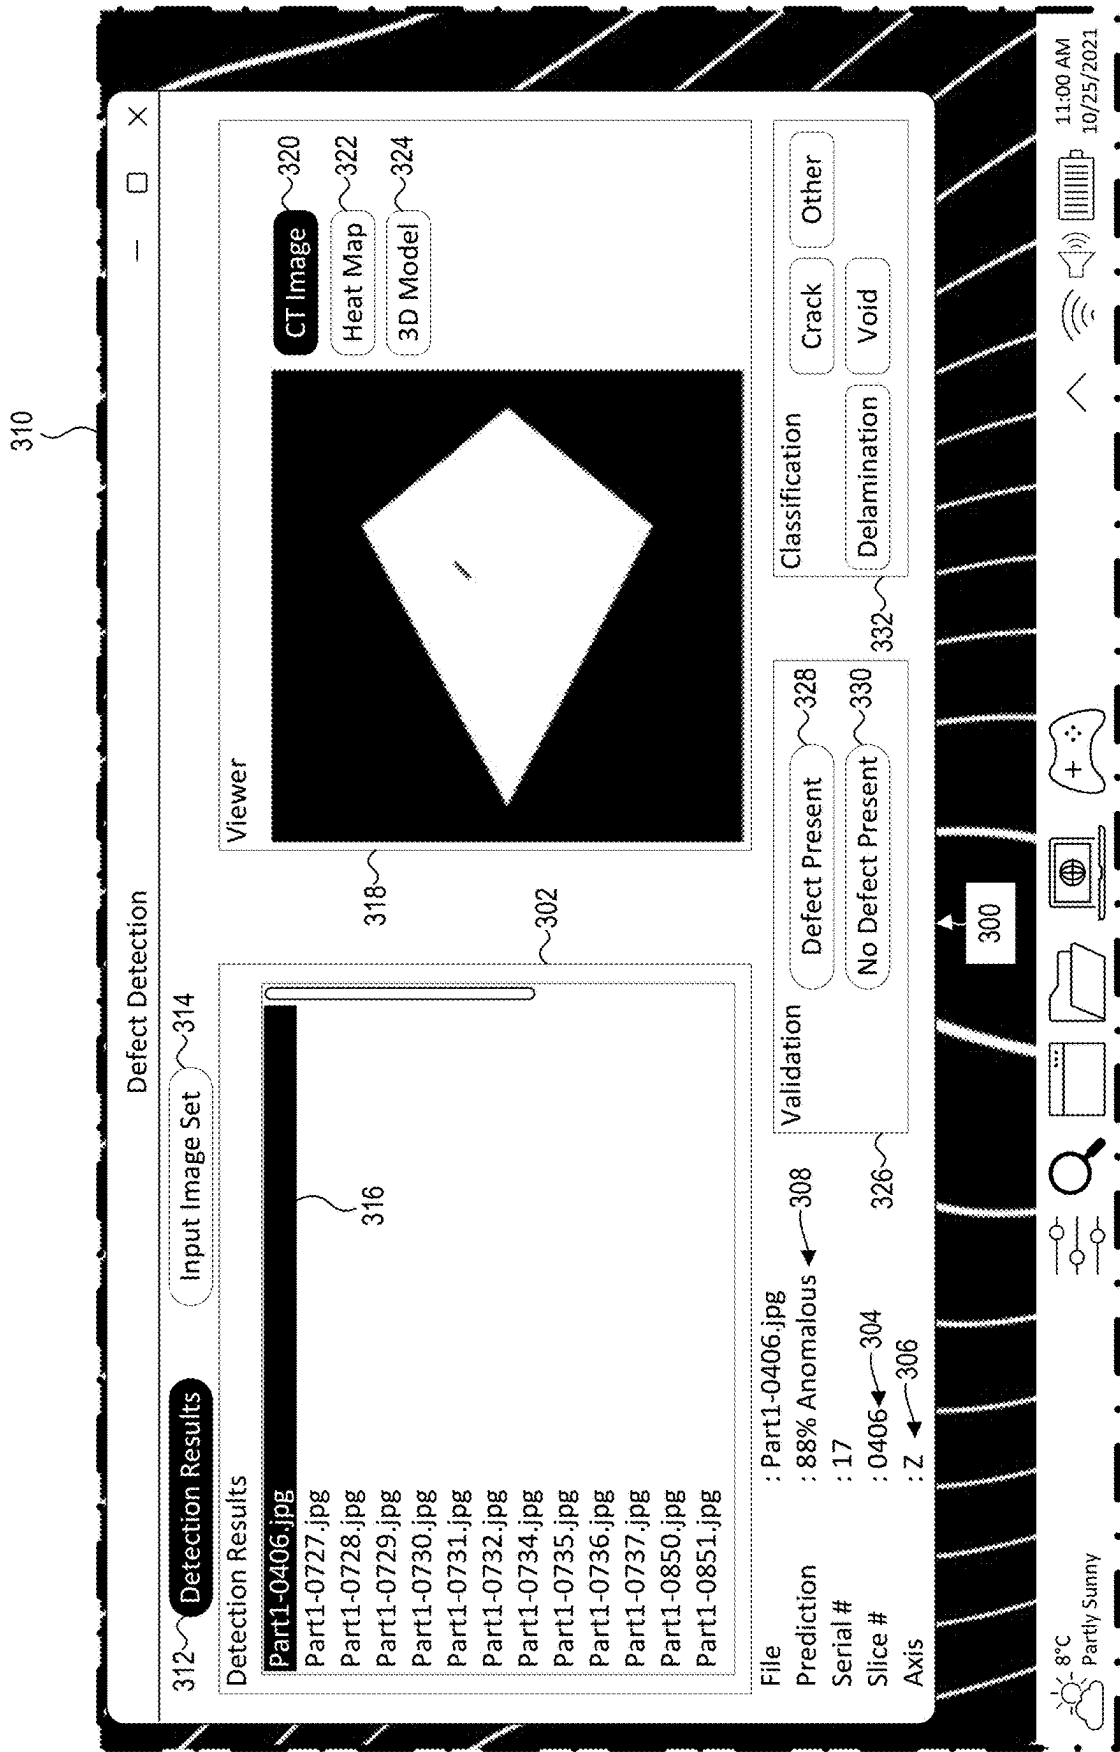 310
Defect Detection
312 Detection Results
Input Image Set 314
Detection Results
Part1-0406.jpg
Part1-0727.jpg
Part1-0728.jpg
Part1-0729.jpg
Part1-0730.jpg
Part1-0731.jpg
Part1-0732.jpg
Part1-0734.jpg
Part1-0735.jpg
Part1-0736.jpg
Part1-0737.jpg
Part1-0850.jpg
Part1-0851.jpg
316
302
318
Viewer
CT Image 320
Heat Map 322
3D Model 324
File : Part1-0406.jpg
Prediction : 88% Anomalous 308
Serial # : 17
Slice # : 0406 304
Axis : Z 306
326
Validation
Defect Present 328
No Defect Present 330
332
Classification
Crack
Other
Delamination
Void
300
8°C
Partly Sunny
11:00 AM
10/25/2021